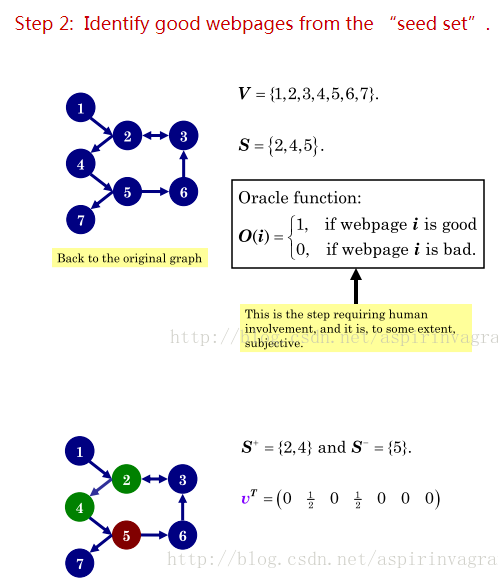 Step 2: Identify good webpages from the “seed set”.
V = {1,2,3,4,5,6,7}.
1
2
3
S = {2,4,5}.
4
5
6
7
Oracle function:
O(i) = {1, if webpage i is good
0, if webpage i is bad.
Back to the original graph
This is the step requiring human
involvement, and it is, to some extent,
subjective.
http://blog.csdn.net/aspirinvagra
1
2
3
S⁺ = {2,4} and S⁻ = {5}.
4
vᵀ = (0 1/2 0 1/2 0 0 0)
5
6
7
http://blog.csdn.net/aspirinvagra